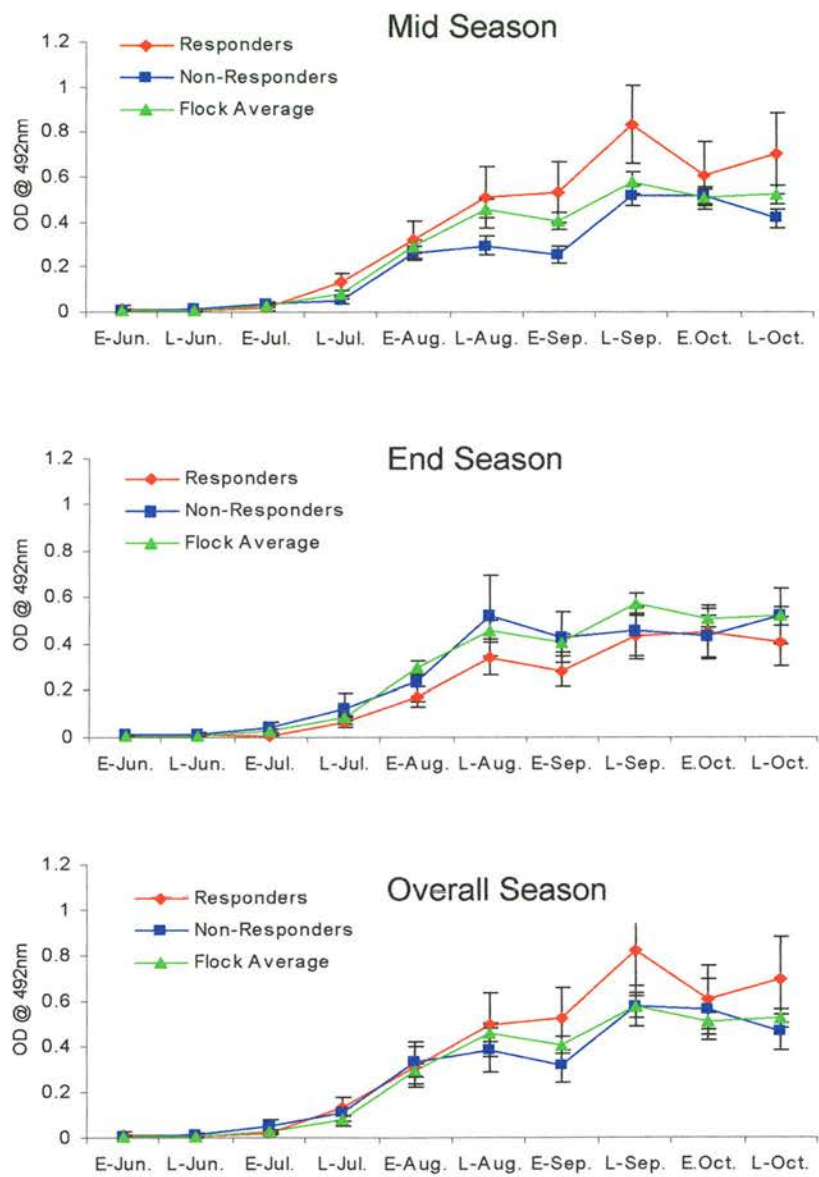 Mid Season
1.2
1
0.8
0.6
0.4
0.2
0
OD @ 492nm
Responders
Non-Responders
Flock Average
E-Jun. L-Jun. E-Jul. L-Jul. E-Aug. L-Aug. E-Sep. L-Sep. E.Oct. L-Oct.
End Season
1.2
1
0.8
0.6
0.4
0.2
0
OD @ 492nm
Responders
Non-Responders
Flock Average
E-Jun. L-Jun. E-Jul. L-Jul. E-Aug. L-Aug. E-Sep. L-Sep. E.Oct. L-Oct.
Overall Season
1.2
1
0.8
0.6
0.4
0.2
0
OD @ 492nm
Responders
Non-Responders
Flock Average
E-Jun. L-Jun. E-Jul. L-Jul. E-Aug. L-Aug. E-Sep. L-Sep. E.Oct. L-Oct.